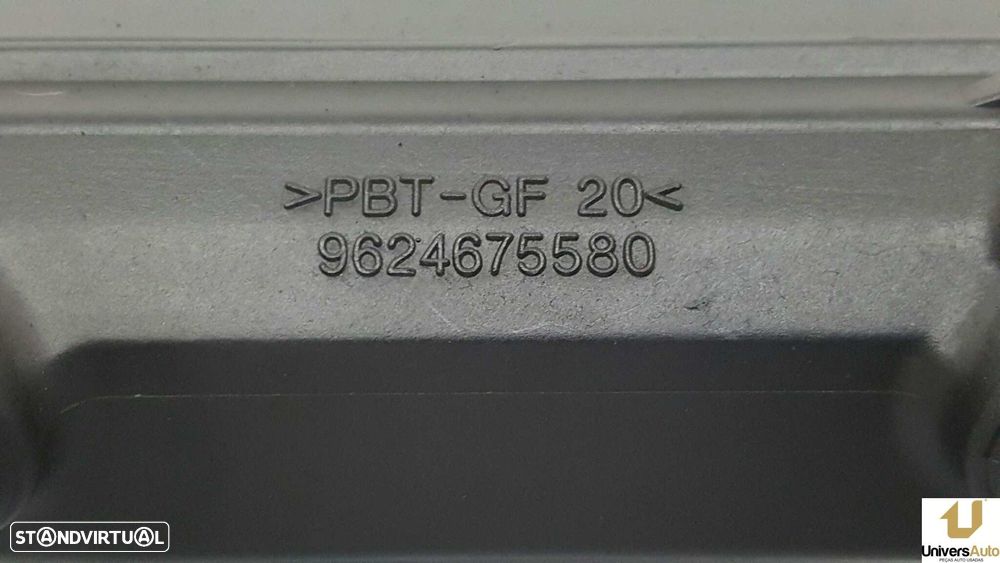 >PBT-GF 20<
9624675580
STANDVIRTUAL
UniversAuto
PEÇAS AUTO USADAS